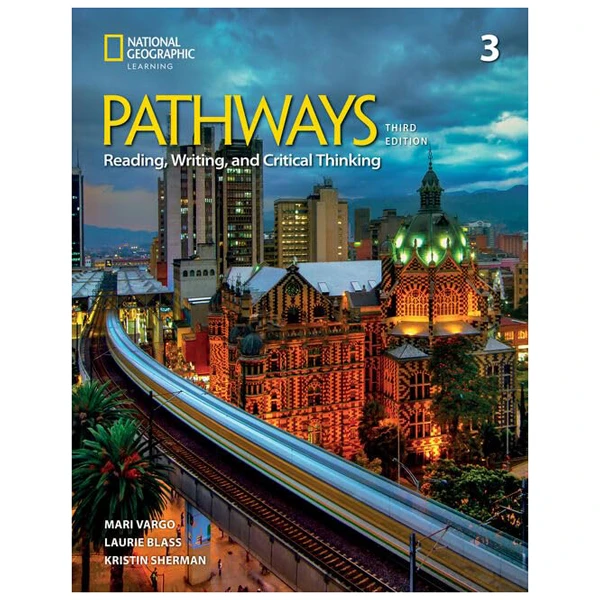 NATIONAL
GEOGRAPHIC
LEARNING
3
PATHWAYS
THIRD
EDITION
Reading, Writing, and Critical Thinking
MARI VARGO
LAURIE BLASS
KRISTIN SHERMAN